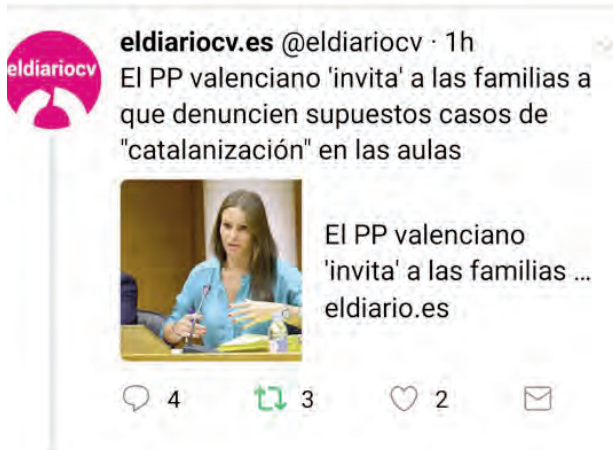 eldiariocv
eldiariocv.es @eldiariocv · 1h
El PP valenciano 'invita' a las familias a
que denuncien supuestos casos de
"catalanización" en las aulas
El PP valenciano
'invita' a las familias ...
eldiario.es
4 3 2